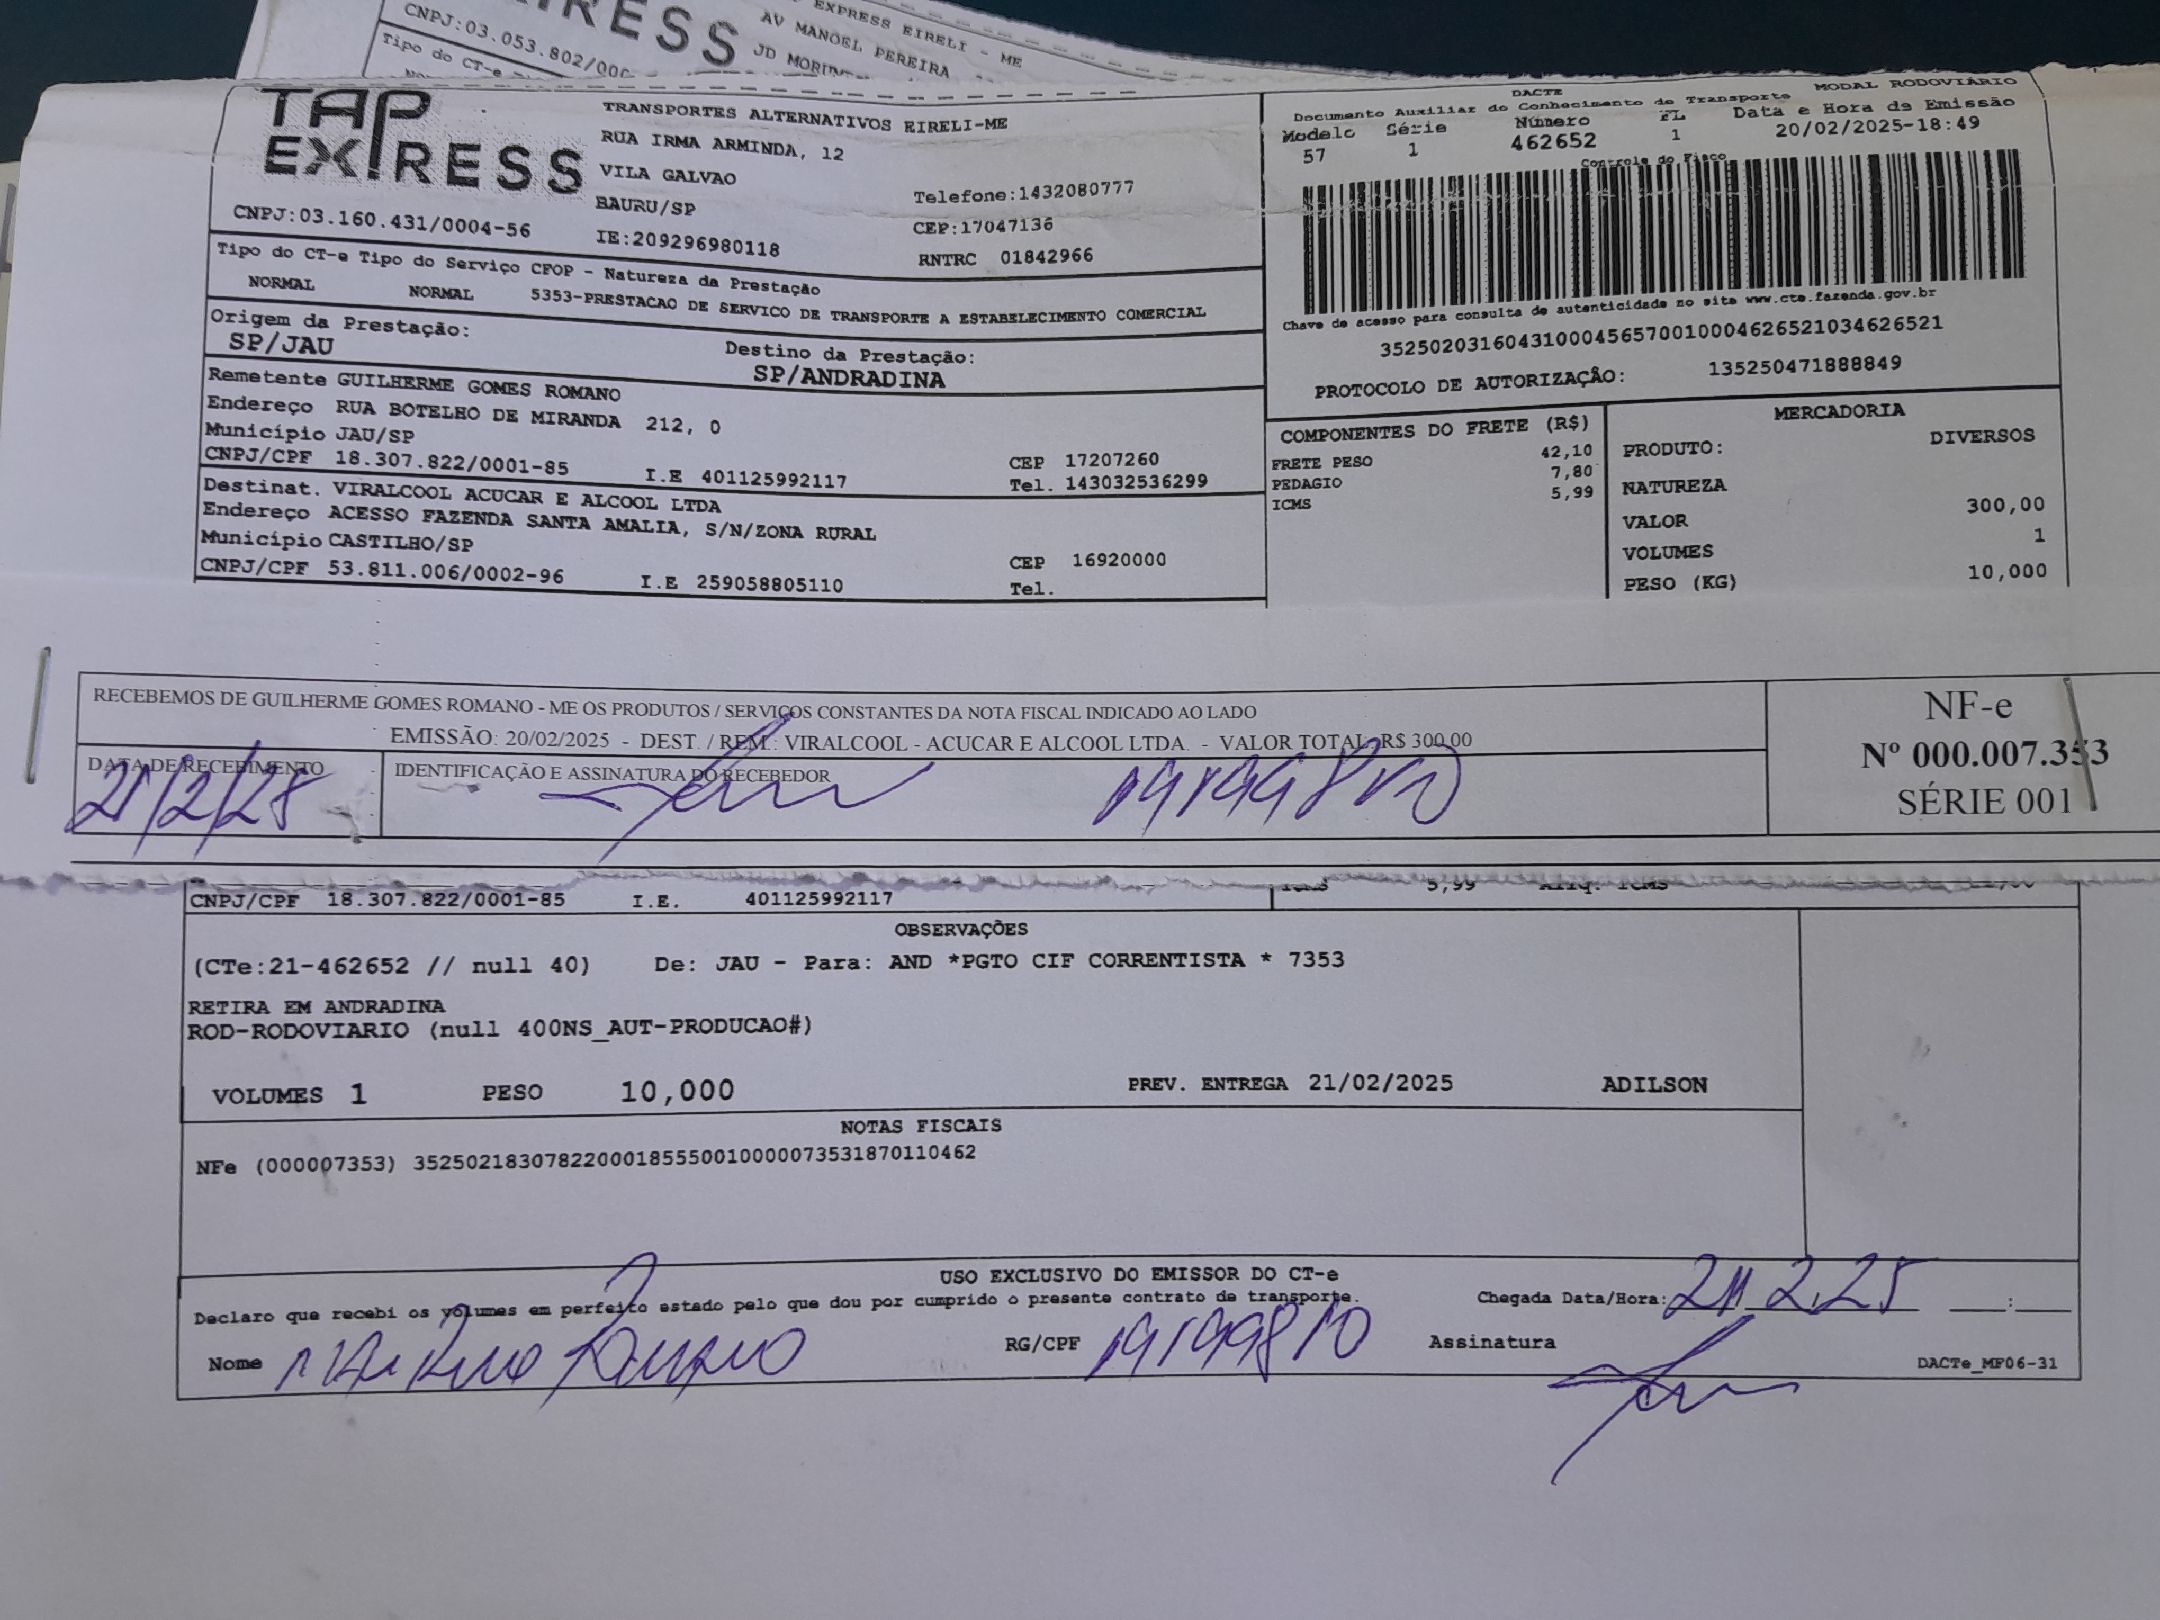 CNPJ:03.053.802/000
Tipo do CT-e
RESS
EXPRESS EIRELI - ME
AV MANOEL PEREIRA
JD
TAP EXPRESS
TRANSPORTES ALTERNATIVOS EIRELI-ME
RUA IRMA ARMINDA, 12
VILA GALVAO
BAURU/SP
Telefone:1432080777
CEP:17047136
CNPJ:03.160.431/0004-56
IE:209296980118
RNTRC 01842966
DACTE
MODAL RODOVIÁRIO
Documento Auxiliar do Conhecimento de Transporte
Modelo Série Número FL Data e Hora de Emissão
57 1 462652 1 20/02/2025-18:49
Controle do Fisco
Chave de acesso para consulta de autenticidade no site www.cte.fazenda.gov.br
35250203160431000456570010004626521034626521
PROTOCOLO DE AUTORIZAÇÃO: 135250471888849
Tipo do CT-e Tipo do Serviço CFOP - Natureza da Prestação
NORMAL NORMAL 5353-PRESTACAO DE SERVICO DE TRANSPORTE A ESTABELECIMENTO COMERCIAL
Origem da Prestação:
SP/JAU
Destino da Prestação:
SP/ANDRADINA
Remetente GUILHERME GOMES ROMANO
Endereço RUA BOTELHO DE MIRANDA 212, 0
Município JAU/SP
CEP 17207260
CNPJ/CPF 18.307.822/0001-85 I.E 401125992117
Tel. 143032536299
Destinat. VIRALCOOL ACUCAR E ALCOOL LTDA
Endereço ACESSO FAZENDA SANTA AMALIA, S/N/ZONA RURAL
Município CASTILHO/SP
CEP 16920000
CNPJ/CPF 53.811.006/0002-96 I.E 259058805110
Tel.
COMPONENTES DO FRETE (R$)
FRETE PESO 42,10
PEDAGIO 7,80
ICMS 5,99
MERCADORIA
PRODUTO: DIVERSOS
NATUREZA
VALOR 300,00
VOLUMES 1
PESO (KG) 10,000
RECEBEMOS DE GUILHERME GOMES ROMANO - ME OS PRODUTOS / SERVIÇOS CONSTANTES DA NOTA FISCAL INDICADO AO LADO
EMISSÃO: 20/02/2025 - DEST. / REM.: VIRALCOOL - ACUCAR E ALCOOL LTDA. - VALOR TOTAL: R$ 300,00
DATA DE RECEBIMENTO
21/2/25
IDENTIFICAÇÃO E ASSINATURA DO RECEBEDOR
NF-e
Nº 000.007.353
SÉRIE 001
ICMS 5,99 Aliq. ICMS
CNPJ/CPF 18.307.822/0001-85 I.E. 401125992117
OBSERVAÇÕES
(CTe:21-462652 // null 40) De: JAU - Para: AND *PGTO CIF CORRENTISTA * 7353
RETIRA EM ANDRADINA
ROD-RODOVIARIO (null 400NS_AUT-PRODUCAO#)
VOLUMES 1 PESO 10,000 PREV. ENTREGA 21/02/2025 ADILSON
NOTAS FISCAIS
NFe (000007353) 35250218307822000185550010000073531870110462
USO EXCLUSIVO DO EMISSOR DO CT-e
Declaro que recebi os volumes em perfeito estado pelo que dou por cumprido o presente contrato de transporte.
Chegada Data/Hora: 21 2 25 :
Nome
RG/CPF
Assinatura
DACTe_MF06-31